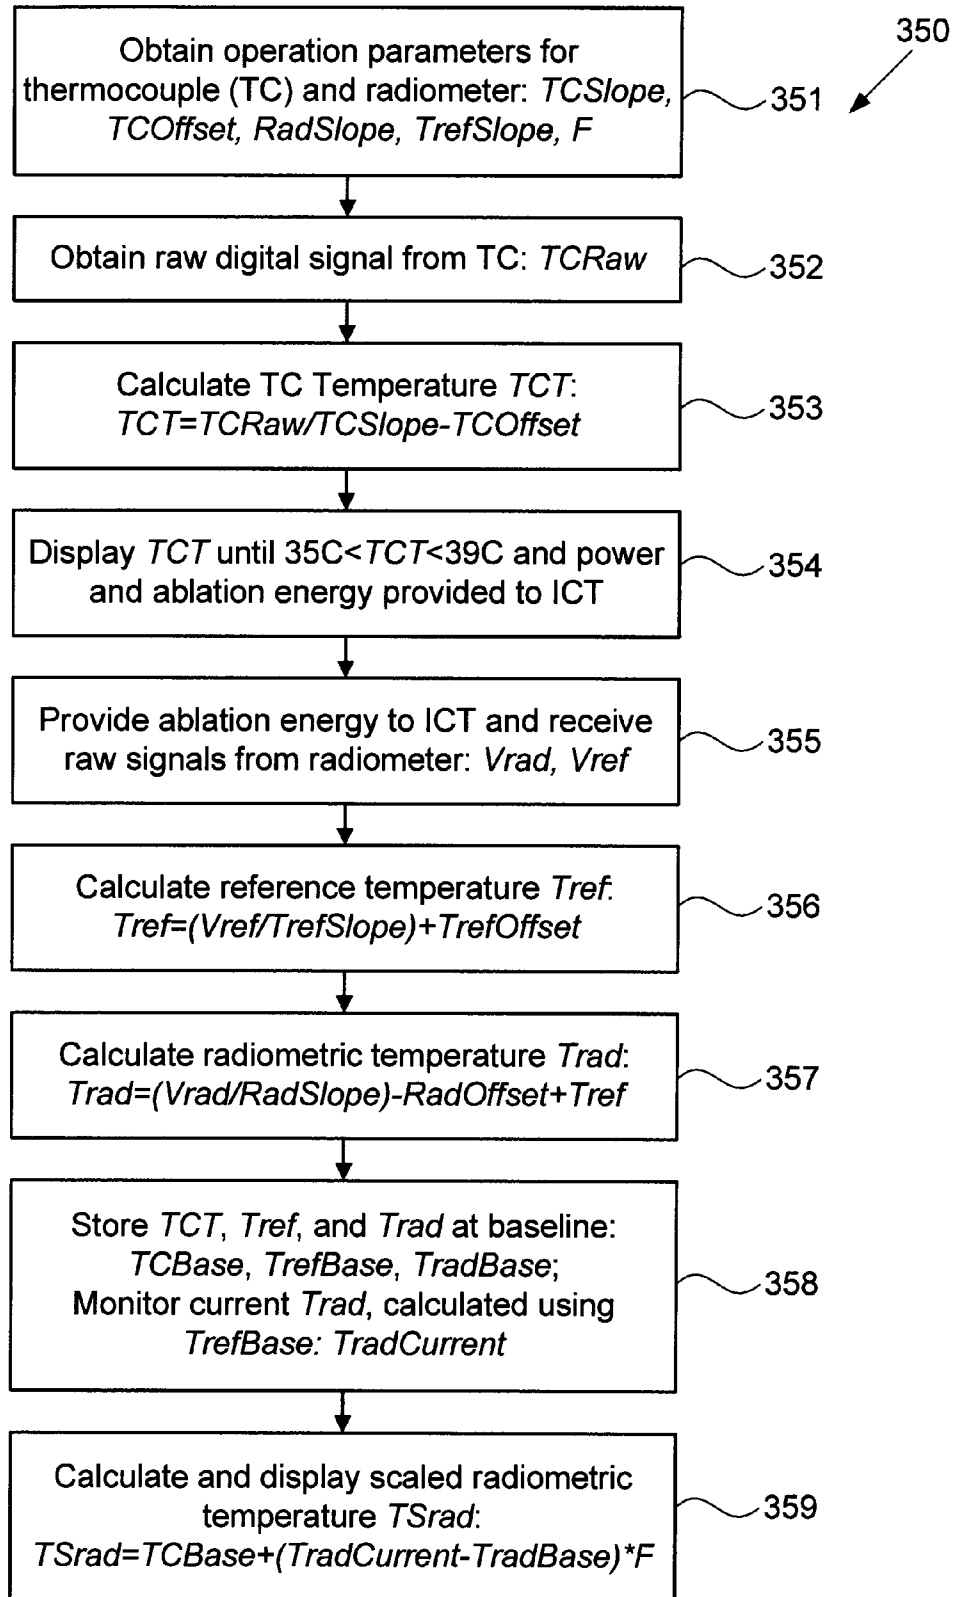 350
Obtain operation parameters for
thermocouple (TC) and radiometer: TCSlope,
TCOffset, RadSlope, TrefSlope, F
351
Obtain raw digital signal from TC: TCRaw
352
Calculate TC Temperature TCT:
TCT=TCRaw/TCSlope-TCOffset
353
Display TCT until 35C<TCT<39C and power
and ablation energy provided to ICT
354
Provide ablation energy to ICT and receive
raw signals from radiometer: Vrad, Vref
355
Calculate reference temperature Tref:
Tref=(Vref/TrefSlope)+TrefOffset
356
Calculate radiometric temperature Trad:
Trad=(Vrad/RadSlope)-RadOffset+Tref
357
Store TCT, Tref, and Trad at baseline:
TCBase, TrefBase, TradBase;
Monitor current Trad, calculated using
TrefBase: TradCurrent
358
Calculate and display scaled radiometric
temperature TSrad:
TSrad=TCBase+(TradCurrent-TradBase)*F
359